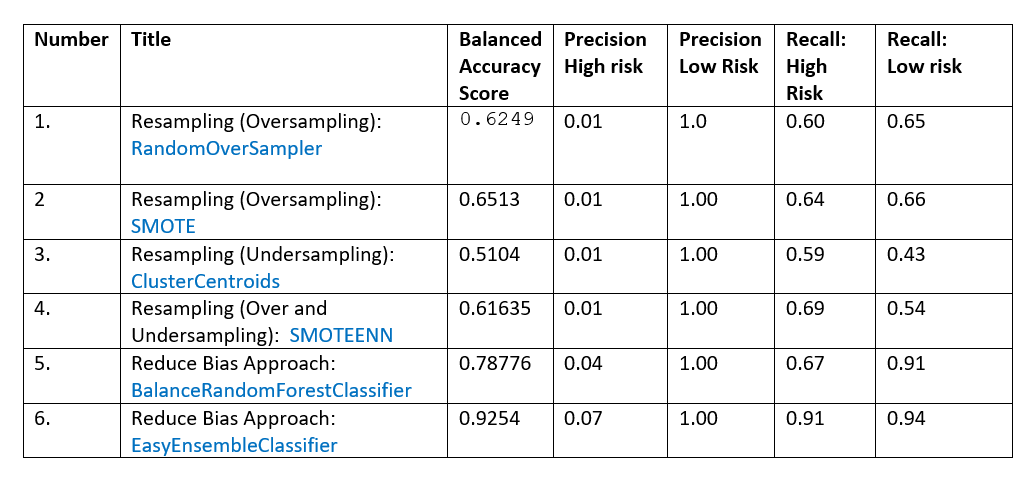 Number Title Balanced Accuracy Score Precision High risk Precision Low Risk Recall: High Risk Recall: Low risk
1. Resampling (Oversampling): 0.6249 0.01 1.0 0.60 0.65
RandomOverSampler
2 Resampling (Oversampling): 0.6513 0.01 1.00 0.64 0.66
SMOTE
3. Resampling (Undersampling): 0.5104 0.01 1.00 0.59 0.43
ClusterCentroids
4. Resampling (Over and 0.61635 0.01 1.00 0.69 0.54
Undersampling): SMOTEENN
5. Reduce Bias Approach: 0.78776 0.04 1.00 0.67 0.91
BalanceRandomForestClassifier
6. Reduce Bias Approach: 0.9254 0.07 1.00 0.91 0.94
EasyEnsembleClassifier